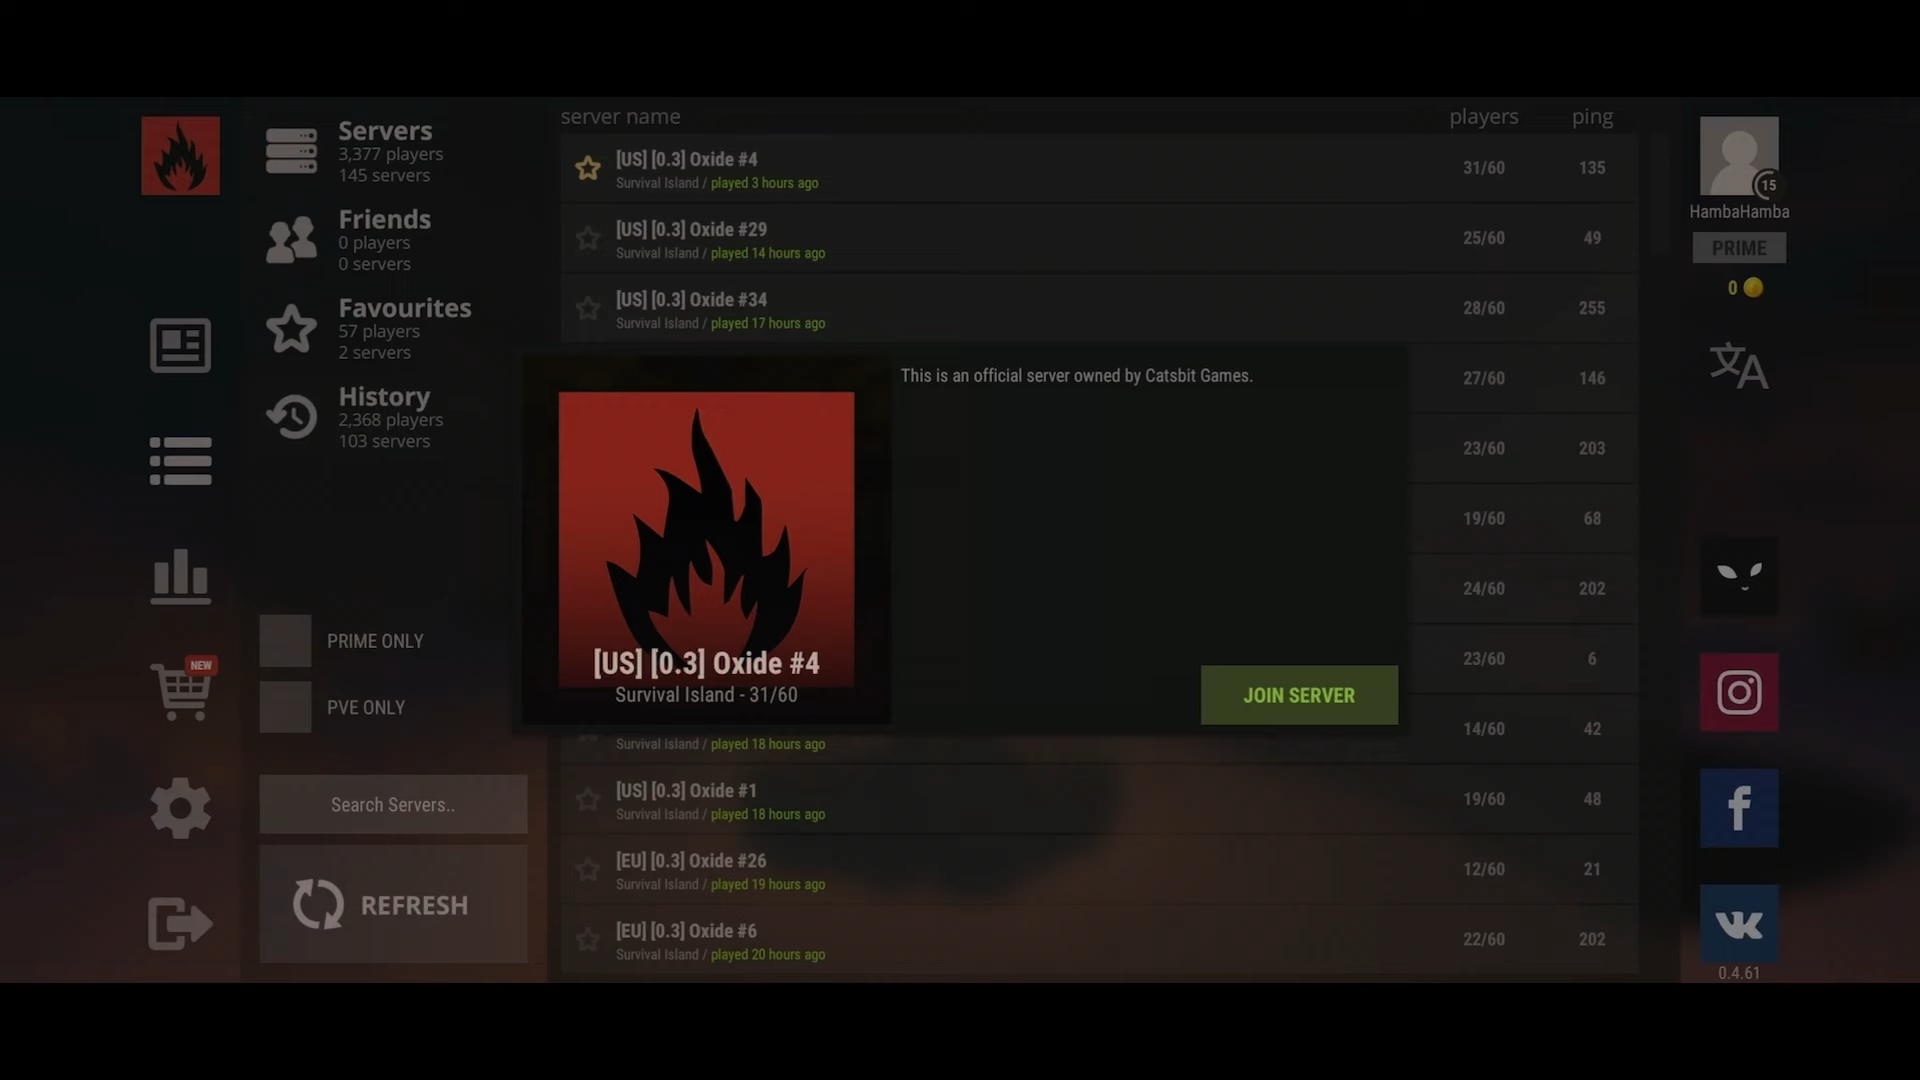 Servers
3,377 players
145 servers
Friends
0 players
0 servers
Favourites
57 players
2 servers
History
2,368 players
103 servers
NEW
PRIME ONLY
PVE ONLY
Search Servers..
REFRESH
server name players ping
[US] [0.3] Oxide #4
Survival Island / played 3 hours ago
31/60 135
[US] [0.3] Oxide #29
Survival Island / played 14 hours ago
25/60 49
[US] [0.3] Oxide #34
Survival Island / played 17 hours ago
28/60 255
27/60 146
23/60 203
19/60 68
24/60 202
23/60 6
14/60 42
This is an official server owned by Catsbit Games.
[US] [0.3] Oxide #4
Survival Island - 31/60
JOIN SERVER
Survival Island / played 18 hours ago
[US] [0.3] Oxide #1
Survival Island / played 18 hours ago
19/60 48
[EU] [0.3] Oxide #26
Survival Island / played 19 hours ago
12/60 21
[EU] [0.3] Oxide #6
Survival Island / played 20 hours ago
22/60 202
15
HambaHamba
PRIME
0
文A
f
0.4.61